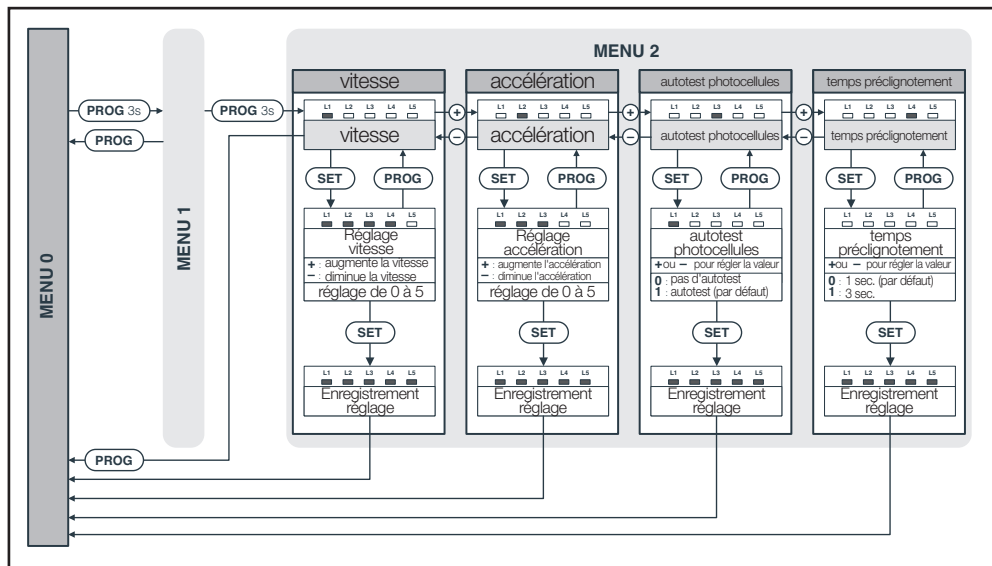 MENU 2
vitesse
accélération
autotest photocellules
temps préclignotement
PROG 3s
PROG 3s
PROG
L1 L2 L3 L4 L5
L1 L2 L3 L4 L5
L1 L2 L3 L4 L5
L1 L2 L3 L4 L5
+
+
+
vitesse
accélération
autotest photocellules
temps préclignotement
−
−
−
SET
PROG
SET
PROG
SET
PROG
SET
PROG
MENU 0
MENU 1
L1 L2 L3 L4 L5
Réglage
vitesse
+ : augmente la vitesse
− : diminue la vitesse
réglage de 0 à 5
L1 L2 L3 L4 L5
Réglage
accélération
+ : augmente l'accélération
− : diminue l'accélération
réglage de 0 à 5
L1 L2 L3 L4 L5
autotest
photocellules
+ou − pour régler la valeur
0 : pas d'autotest
1 : autotest (par défaut)
L1 L2 L3 L4 L5
temps
préclignotement
+ou − pour régler la valeur
0 : 1 sec. (par défaut)
1 : 3 sec.
SET
SET
SET
SET
L1 L2 L3 L4 L5
Enregistrement
réglage
L1 L2 L3 L4 L5
Enregistrement
réglage
L1 L2 L3 L4 L5
Enregistrement
réglage
L1 L2 L3 L4 L5
Enregistrement
réglage
PROG